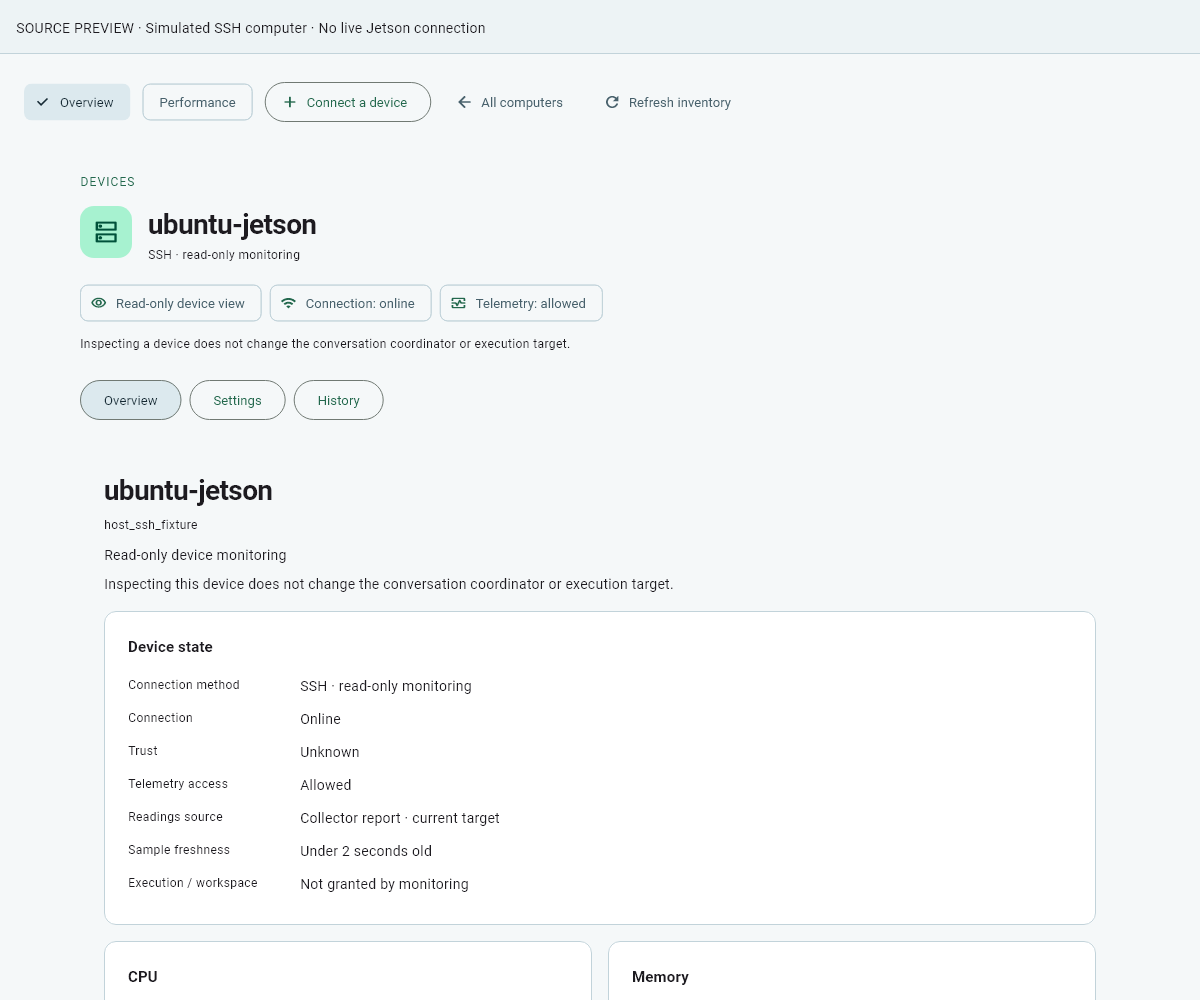 SOURCE PREVIEW · Simulated SSH computer · No live Jetson connection
Overview
Performance
Connect a device
All computers
Refresh inventory
DEVICES
ubuntu-jetson
SSH · read-only monitoring
Read-only device view
Connection: online
Telemetry: allowed
Inspecting a device does not change the conversation coordinator or execution target.
Overview
Settings
History
ubuntu-jetson
host_ssh_fixture
Read-only device monitoring
Inspecting this device does not change the conversation coordinator or execution target.
Device state
Connection method SSH · read-only monitoring
Connection Online
Trust Unknown
Telemetry access Allowed
Readings source Collector report · current target
Sample freshness Under 2 seconds old
Execution / workspace Not granted by monitoring
CPU
Memory